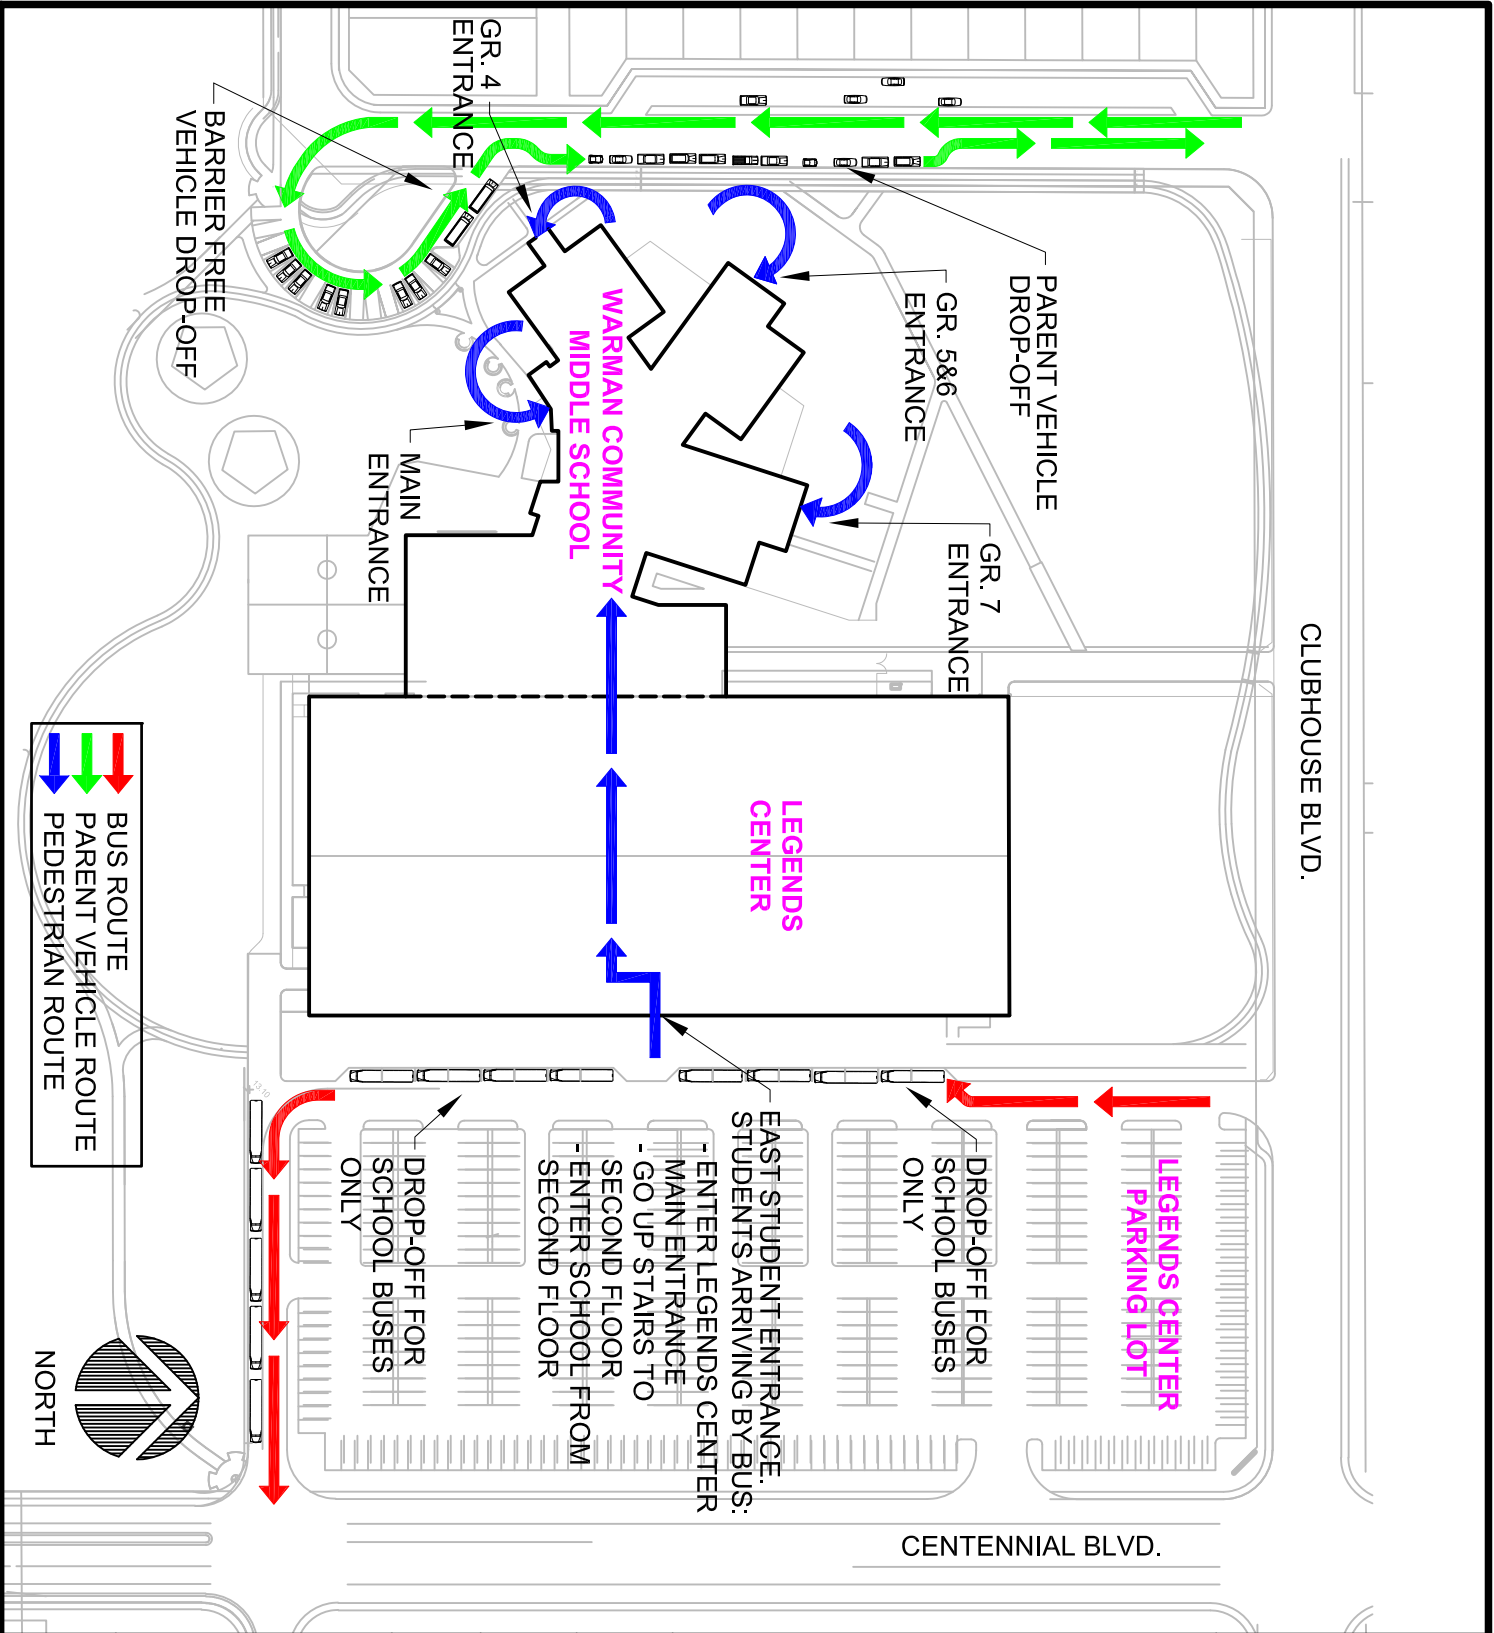 CLUBHOUSE BLVD.
GR. 4
ENTRANCE
BARRIER FREE
VEHICLE DROP-OFF
PARENT VEHICLE
DROP-OFF
GR. 5&6
ENTRANCE
GR. 7
ENTRANCE
WARMAN COMMUNITY
MIDDLE SCHOOL
MAIN
ENTRANCE
LEGENDS
CENTER
LEGENDS CENTER
PARKING LOT
DROP-OFF FOR
SCHOOL BUSES
ONLY
EAST STUDENT ENTRANCE.
STUDENTS ARRIVING BY BUS:
- ENTER LEGENDS CENTER
MAIN ENTRANCE
- GO UP STAIRS TO
SECOND FLOOR
- ENTER SCHOOL FROM
SECOND FLOOR
DROP-OFF FOR
SCHOOL BUSES
ONLY
13.10
BUS ROUTE
PARENT VEHICLE ROUTE
PEDESTRIAN ROUTE
NORTH
CENTENNIAL BLVD.